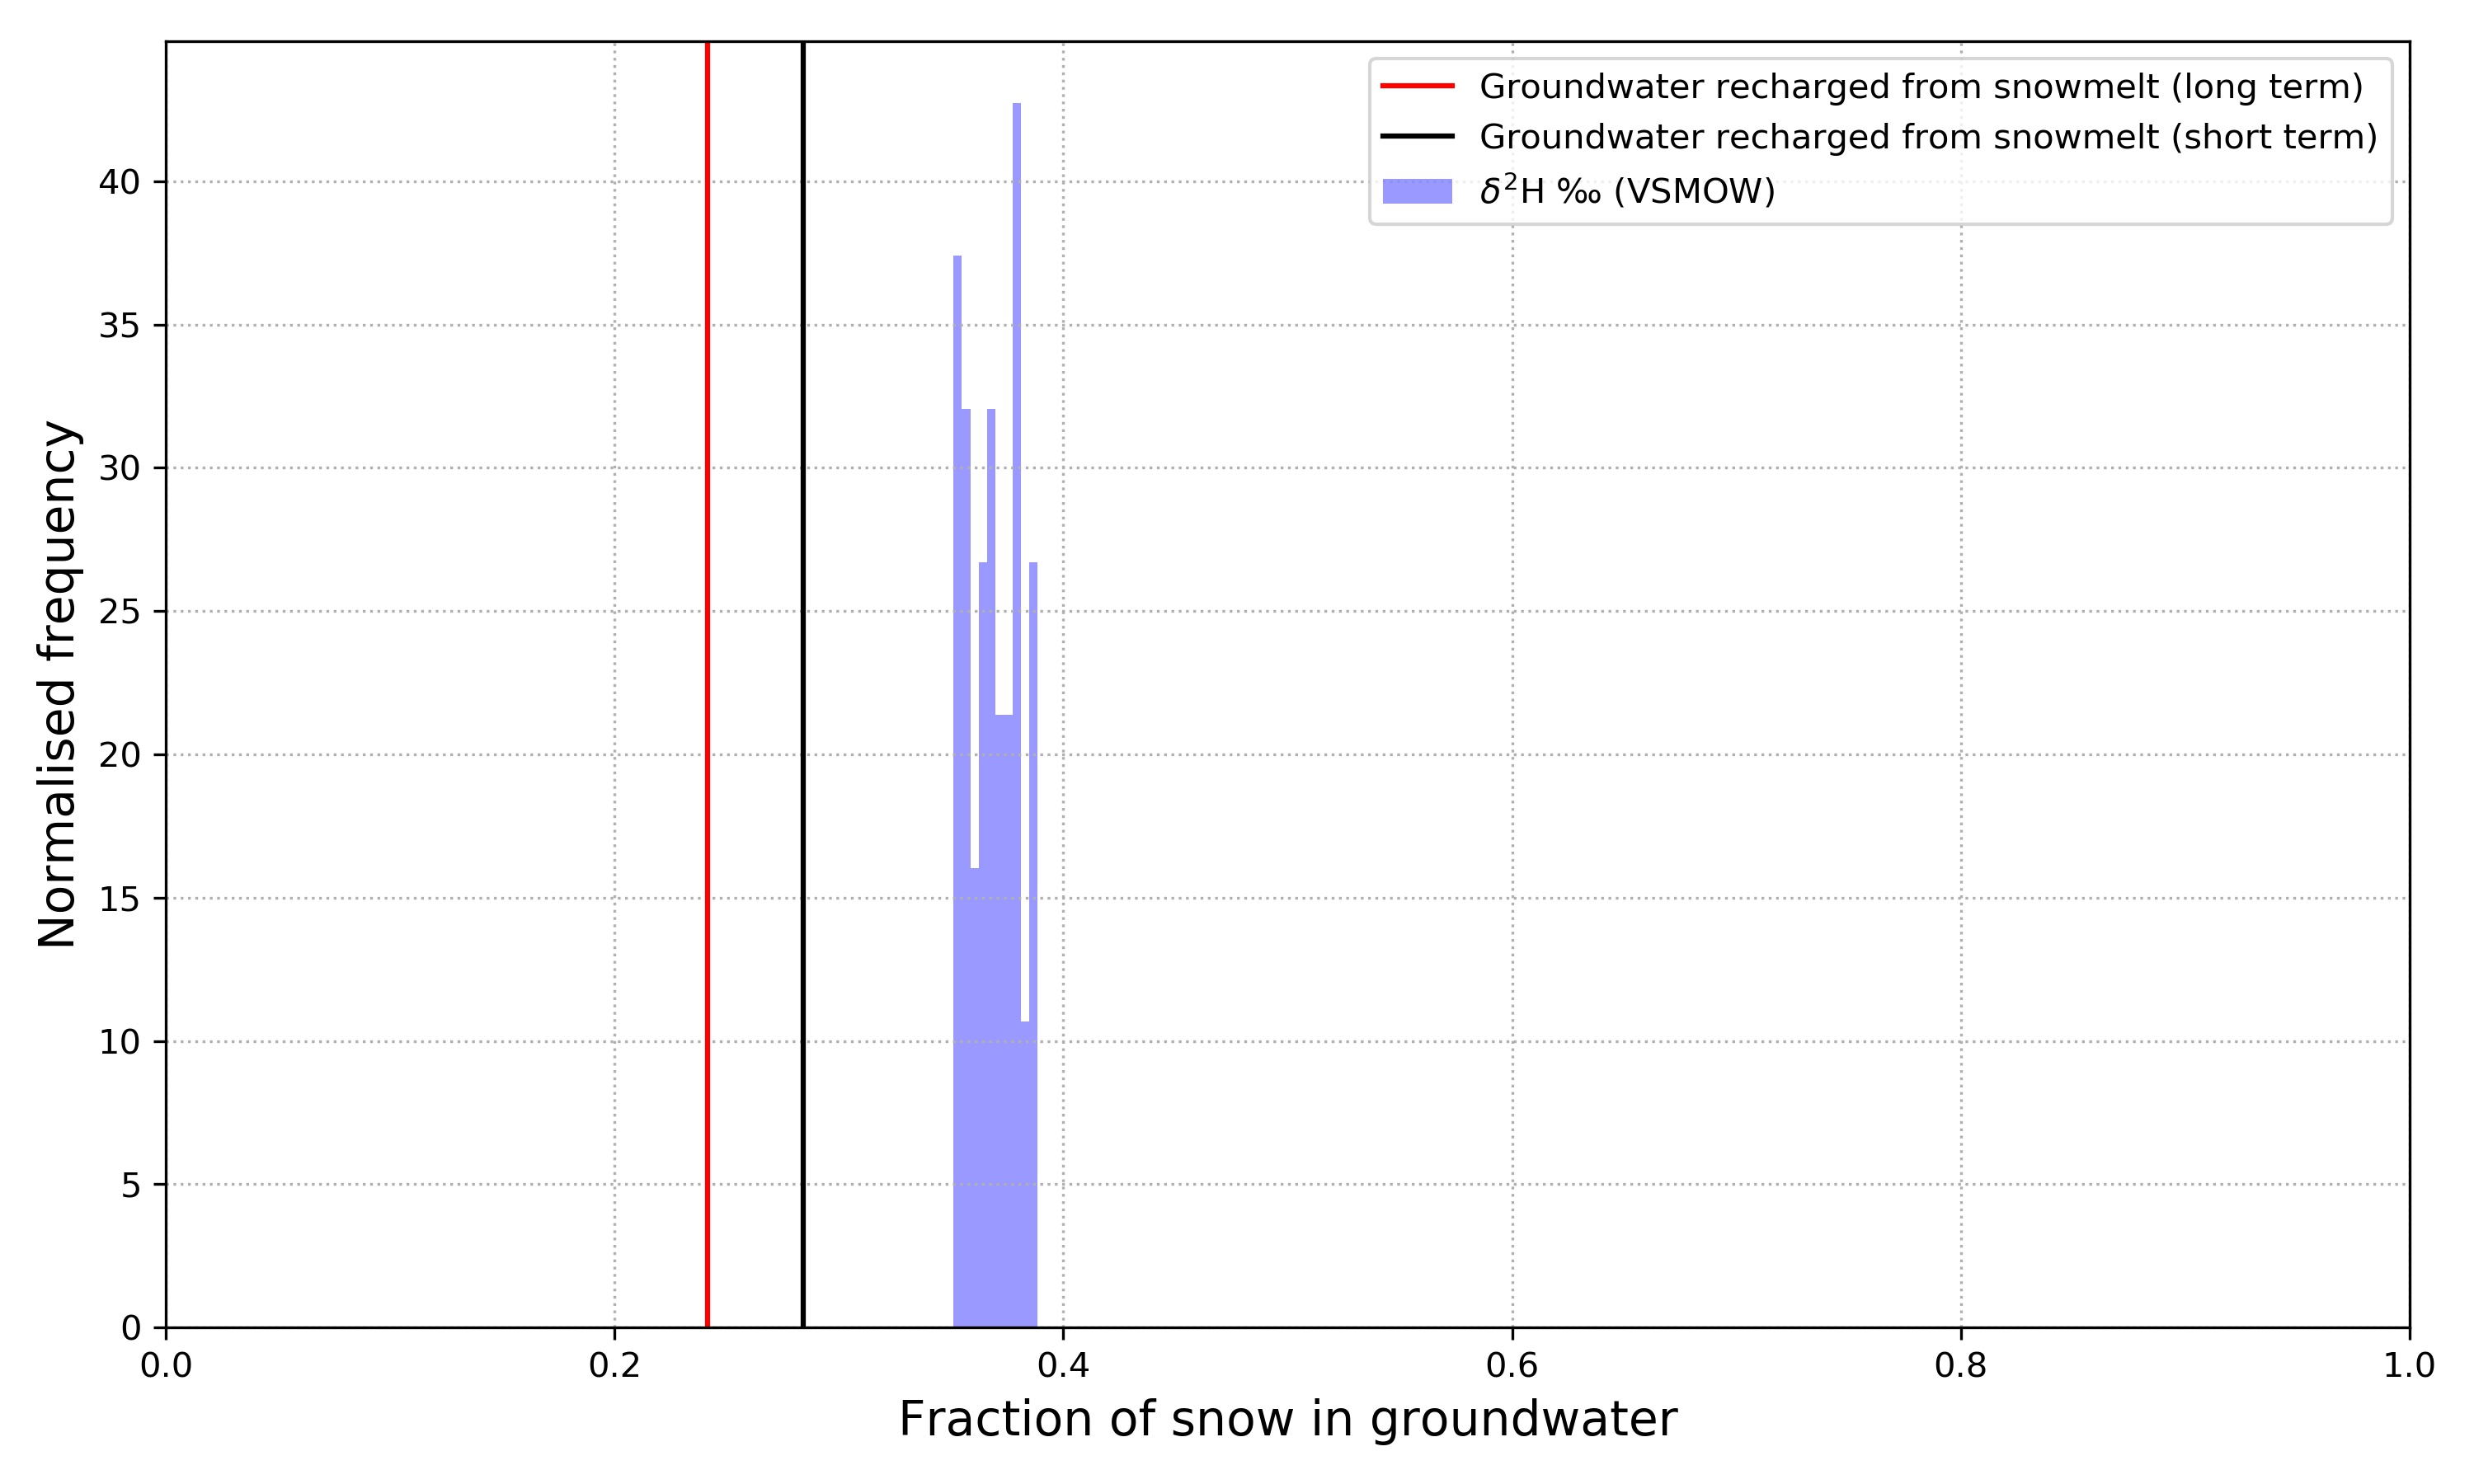 Groundwater recharged from snowmelt (long term)
Groundwater recharged from snowmelt (short term)
δ²H ‰ (VSMOW)
Normalised frequency
40
35
30
25
20
15
10
5
0
0.0 0.2 0.4 0.6 0.8 1.0
Fraction of snow in groundwater